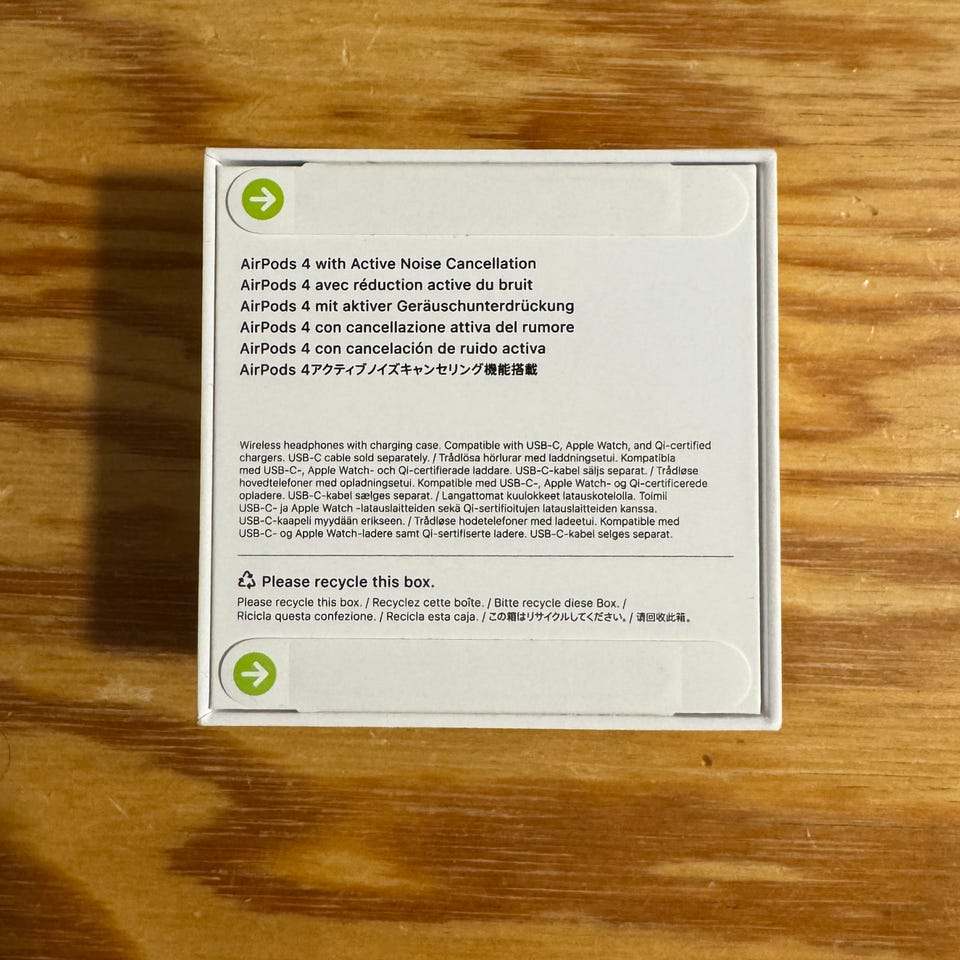 AirPods 4 with Active Noise Cancellation
AirPods 4 avec réduction active du bruit
AirPods 4 mit aktiver Geräuschunterdrückung
AirPods 4 con cancellazione attiva del rumore
AirPods 4 con cancelación de ruido activa
AirPods 4アクティブノイズキャンセリング機能搭載
Wireless headphones with charging case. Compatible with USB-C, Apple Watch, and Qi-certified
chargers. USB-C cable sold separately. / Trådlösa hörlurar med laddningsetui. Kompatibla
med USB-C-, Apple Watch- och Qi-certifierade laddare. USB-C-kabel säljs separat. / Trådløse
hovedtelefoner med opladningsetui. Kompatible med USB-C-, Apple Watch- og Qi-certificerede
opladere. USB-C-kabel sælges separat. / Langattomat kuulokkeet latauskotelolla. Toimii
USB-C- ja Apple Watch -latauslaitteiden sekä Qi-sertifioitujen latauslaitteiden kanssa.
USB-C-kaapeli myydään erikseen. / Trådløse hodetelefoner med ladeetui. Kompatible med
USB-C- og Apple Watch-ladere samt Qi-sertifiserte ladere. USB-C-kabel selges separat.
Please recycle this box.
Please recycle this box. / Recyclez cette boîte. / Bitte recycle diese Box. /
Ricicla questa confezione. / Recicla esta caja. / この箱はリサイクルしてください。/ 请回收此箱。